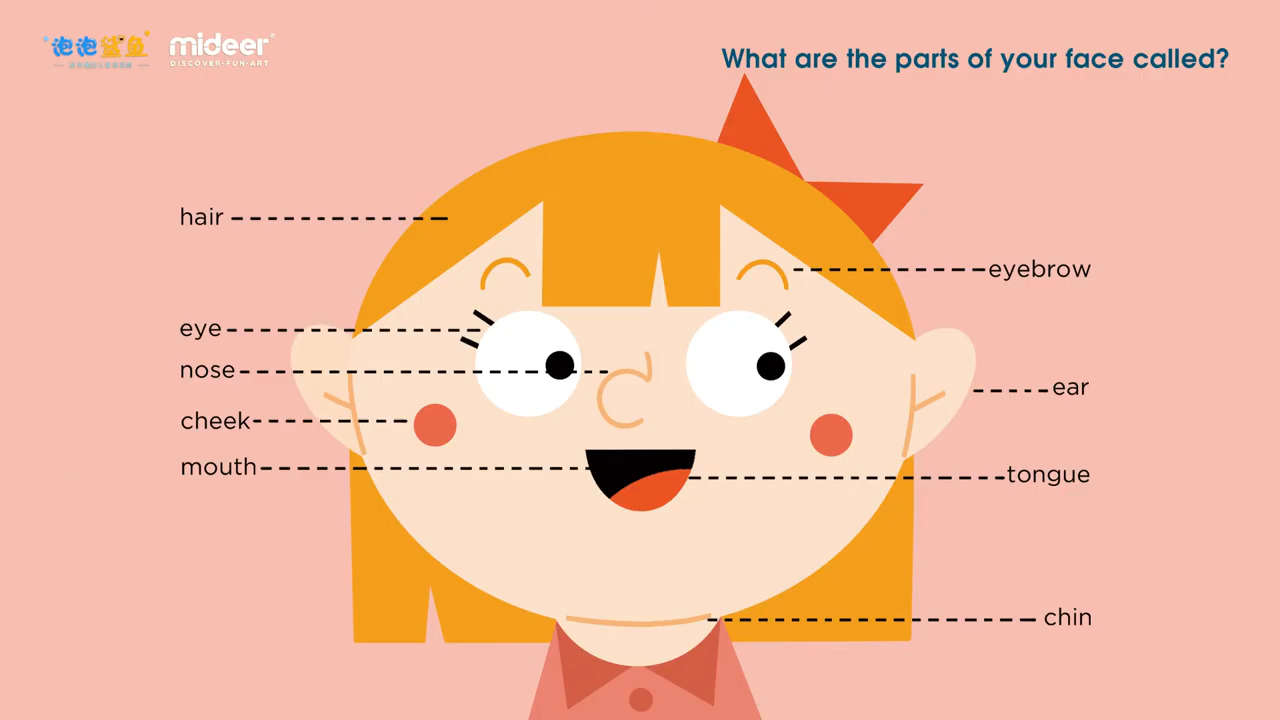 泡泡鲨鱼
mideer
DISCOVER·FUN·ART
What are the parts of your face called?
hair
eyebrow
eye
nose
ear
cheek
mouth
tongue
chin